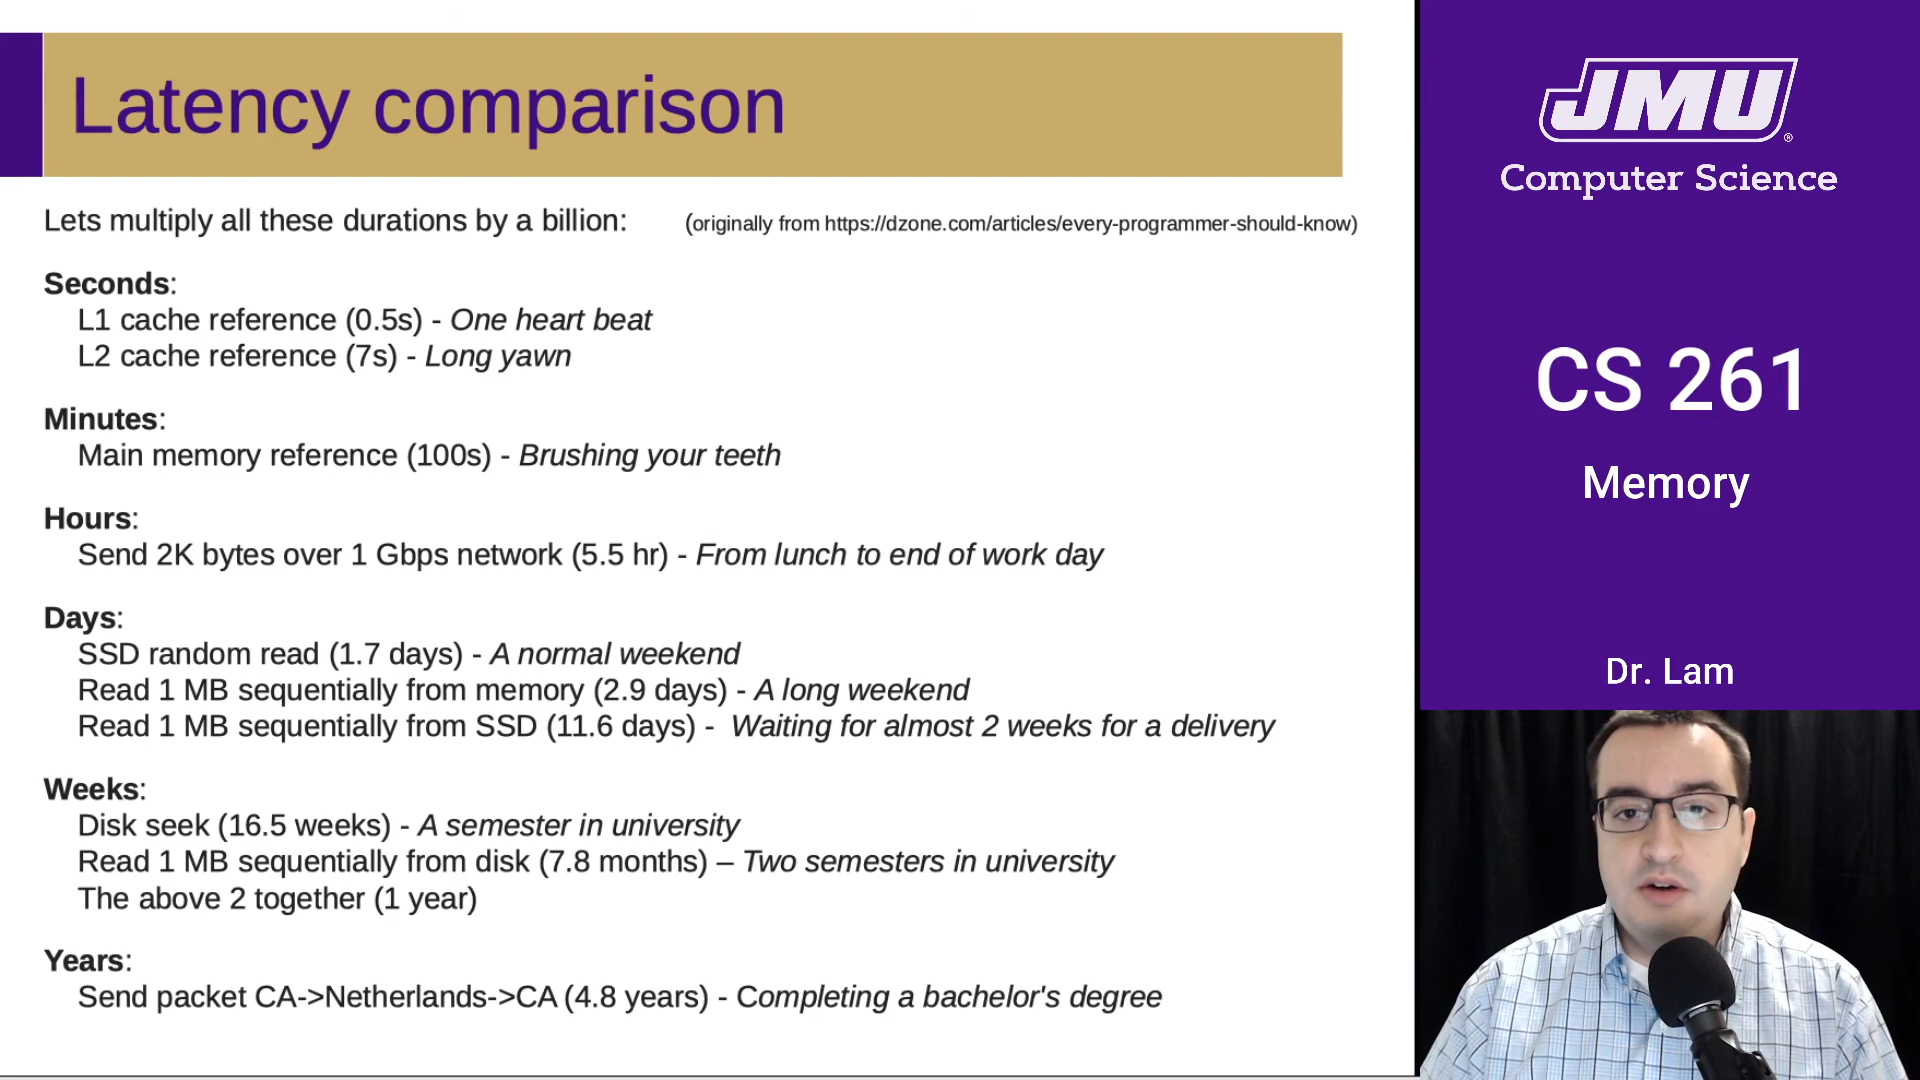 Latency comparison
Lets multiply all these durations by a billion: (originally from https://dzone.com/articles/every-programmer-should-know)
Seconds:
L1 cache reference (0.5s) - One heart beat
L2 cache reference (7s) - Long yawn
Minutes:
Main memory reference (100s) - Brushing your teeth
Hours:
Send 2K bytes over 1 Gbps network (5.5 hr) - From lunch to end of work day
Days:
SSD random read (1.7 days) - A normal weekend
Read 1 MB sequentially from memory (2.9 days) - A long weekend
Read 1 MB sequentially from SSD (11.6 days) - Waiting for almost 2 weeks for a delivery
Weeks:
Disk seek (16.5 weeks) - A semester in university
Read 1 MB sequentially from disk (7.8 months) – Two semesters in university
The above 2 together (1 year)
Years:
Send packet CA->Netherlands->CA (4.8 years) - Completing a bachelor's degree
JMU®
Computer Science
CS 261
Memory
Dr. Lam